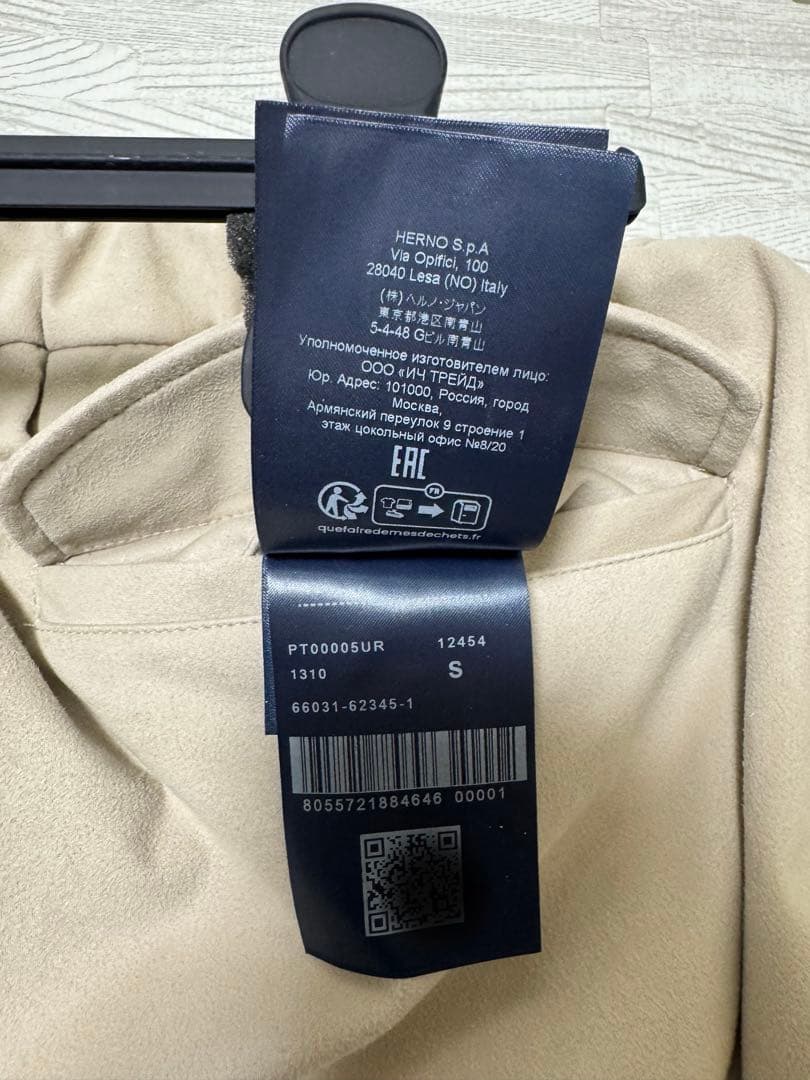 HERNO S.p.A
Via Opifici, 100
28040 Lesa (NO) Italy
(株)ヘルノ・ジャパン
東京都港区南青山
5-4-48 Gビル南青山
Уполномоченное изготовителем лицо:
ООО «ИЧ ТРЕЙД»
Юр. Адрес: 101000, Россия, город
Москва,
Армянский переулок 9 строение 1
этаж цокольный офис №8/20
EAC
FR
quefairedemesdechets.fr
PT00005UR 12454
1310 S
66031-62345-1
8055721884646 00001